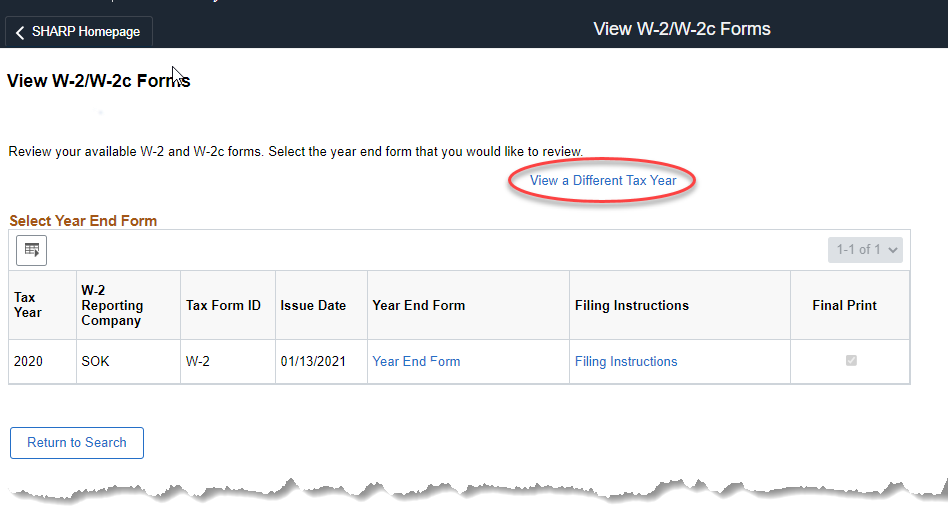 SHARP Homepage
View W-2/W-2c Forms
View W-2/W-2c Forms
Review your available W-2 and W-2c forms. Select the year end form that you would like to review.
View a Different Tax Year
Select Year End Form
1-1 of 1
Tax Year
W-2 Reporting Company
Tax Form ID
Issue Date
Year End Form
Filing Instructions
Final Print
2020
SOK
W-2
01/13/2021
Year End Form
Filing Instructions
Return to Search